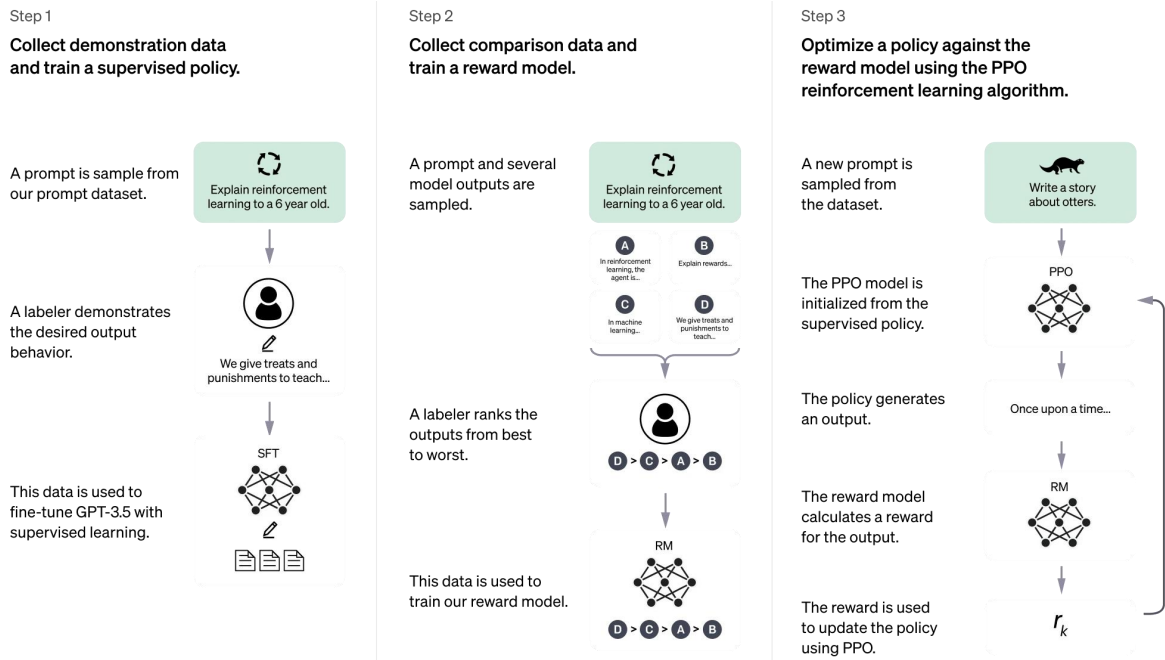 Step 1
Collect demonstration data
and train a supervised policy.
A prompt is sample from
our prompt dataset.
Explain reinforcement
learning to a 6 year old.
A labeler demonstrates
the desired output
behavior.
We give treats and
punishments to teach...
This data is used to
fine-tune GPT-3.5 with
supervised learning.
SFT
Step 2
Collect comparison data and
train a reward model.
A prompt and several
model outputs are
sampled.
Explain reinforcement
learning to a 6 year old.
A
In reinforcement
learning, the
agent is...
B
Explain rewards...
C
In machine
learning...
D
We give treats and
punishments to
teach...
A labeler ranks the
outputs from best
to worst.
D > C > A > B
This data is used to
train our reward model.
RM
D > C > A > B
Step 3
Optimize a policy against the
reward model using the PPO
reinforcement learning algorithm.
A new prompt is
sampled from
the dataset.
Write a story
about otters.
The PPO model is
initialized from the
supervised policy.
PPO
The policy generates
an output.
Once upon a time...
The reward model
calculates a reward
for the output.
RM
The reward is used
to update the policy
using PPO.
rk